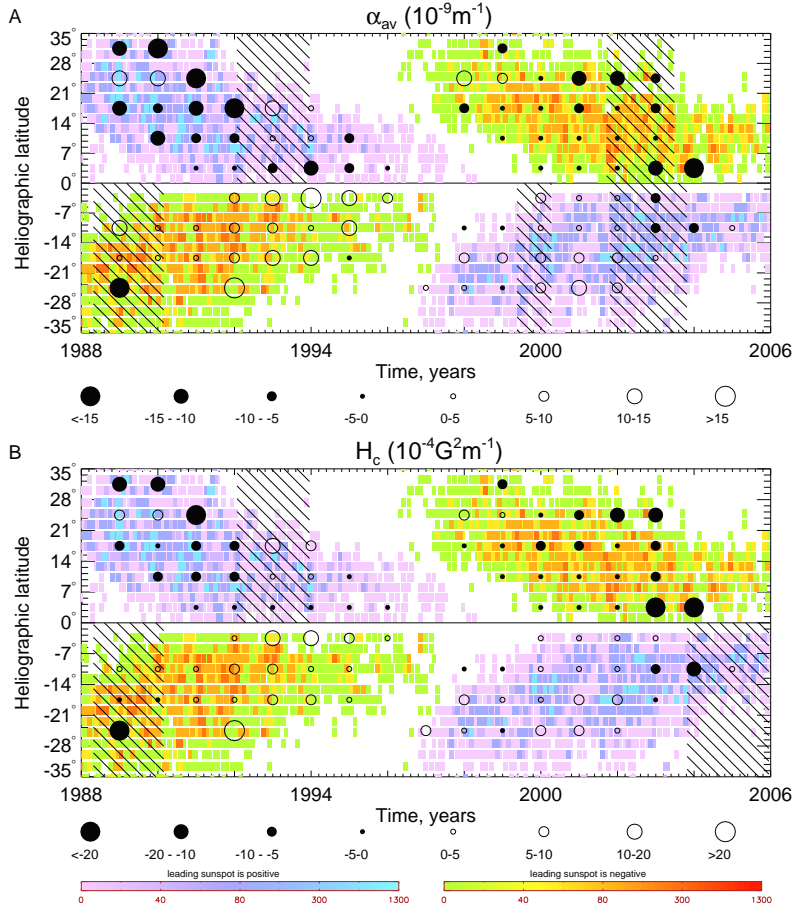 A
α_av (10^-9 m^-1)
Heliographic latitude
35°
28°
21°
14°
7°
0
-7°
-14°
-21°
-28°
-35°
1988 1994 2000 2006
Time, years
<-15 -15 - -10 -10 - -5 -5-0 0-5 5-10 10-15 >15
B
H_c (10^-4 G^2 m^-1)
Heliographic latitude
35°
28°
21°
14°
7°
0
-7°
-14°
-21°
-28°
-35°
1988 1994 2000 2006
Time, years
<-20 -20 - -10 -10 - -5 -5-0 0-5 5-10 10-20 >20
leading sunspot is positive leading sunspot is negative
0 40 80 300 1300 0 40 80 300 1300